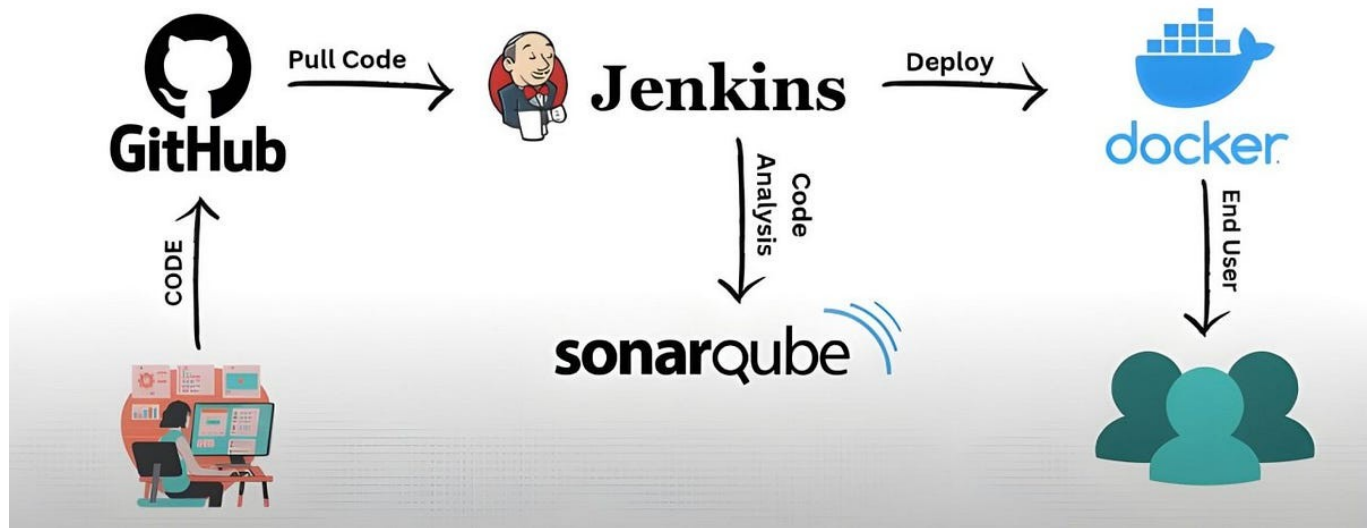 Pull Code
Jenkins
Deploy
GitHub
docker
CODE
Code
Analysis
End User
sonarqube